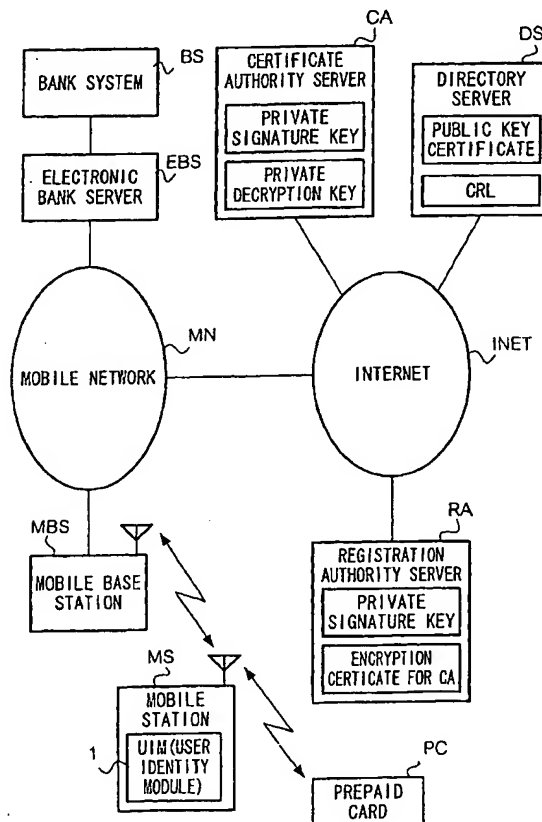 BS
BANK SYSTEM
EBS
ELECTRONIC
BANK SERVER
CA
CERTIFICATE
AUTHORITY SERVER
PRIVATE
SIGNATURE KEY
PRIVATE
DECRYPTION KEY
DS
DIRECTORY
SERVER
PUBLIC KEY
CERTIFICATE
CRL
MN
MOBILE NETWORK
INET
INTERNET
MBS
MOBILE BASE
STATION
RA
REGISTRATION
AUTHORITY SERVER
PRIVATE
SIGNATURE KEY
ENCRYPTION
CERTICATE FOR CA
MS
MOBILE
STATION
1
UIM(USER
IDENTITY
MODULE)
PC
PREPAID
CARD